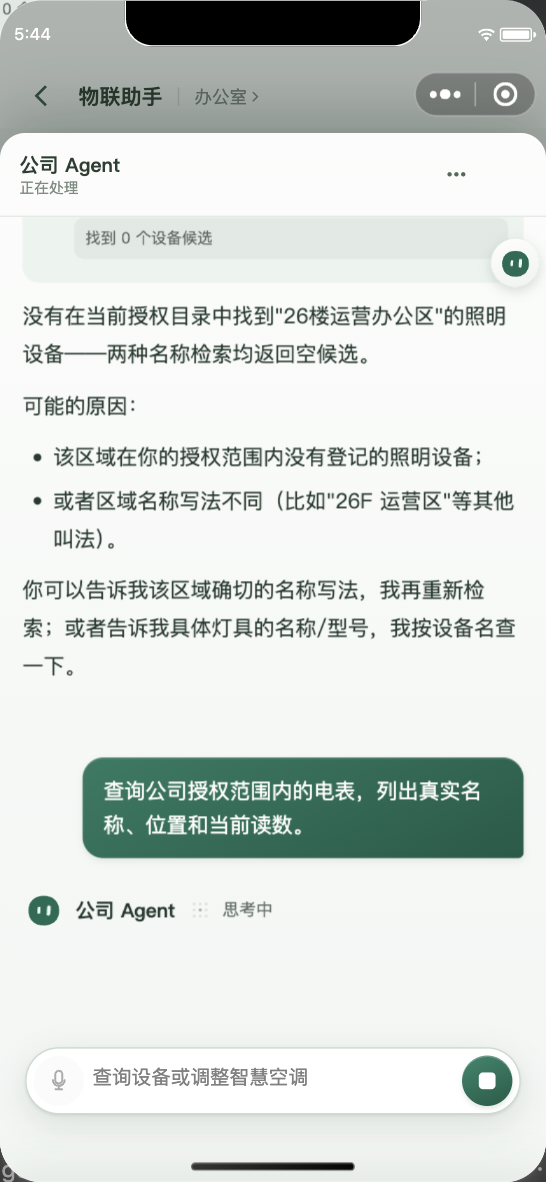 5:44
物联助手 办公室
公司 Agent
正在处理
找到 0 个设备候选
没有在当前授权目录中找到"26楼运营办公区"的照明
设备——两种名称检索均返回空候选。
可能的原因：
• 该区域在你的授权范围内没有登记的照明设备；
• 或者区域名称写法不同（比如"26F 运营区"等其他
叫法）。
你可以告诉我该区域确切的名称写法，我再重新检
索；或者告诉我具体灯具的名称/型号，我按设备名查
一下。
查询公司授权范围内的电表，列出真实名
称、位置和当前读数。
公司 Agent 思考中
查询设备或调整智慧空调